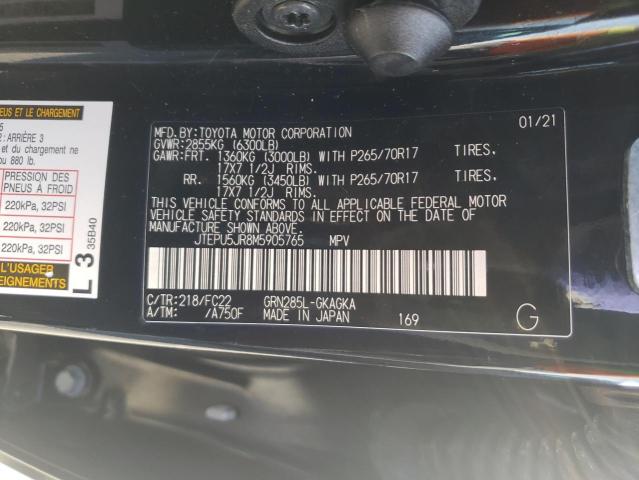 PNEUS ET LE CHARGEMENT
5
2: ARRIÈRE 3
et du chargement ne
ou 880 lb.
PRESSION DES
PNEUS À FROID
220kPa, 32PSI
220kPa, 32PSI
220kPa, 32PSI
L'USAGER
L 3 35B40
MFD.BY:TOYOTA MOTOR CORPORATION 01/21
GVWR:2855KG (6300LB)
GAWR:FRT. 1360KG (3000LB) WITH P265/70R17 TIRES.
17X7 1/2J RIMS.
RR. 1560KG (3450LB) WITH P265/70R17 TIRES.
17X7 1/2J RIMS.
THIS VEHICLE CONFORMS TO ALL APPLICABLE FEDERAL MOTOR
VEHICLE SAFETY STANDARDS IN EFFECT ON THE DATE OF
MANUFACTURE SHOWN ABOVE.
JTEPU5JR8M5905765 MPV
C/TR:218/FC22 GRN285L-GKAGKA
A/TM: /A750F MADE IN JAPAN 169 G